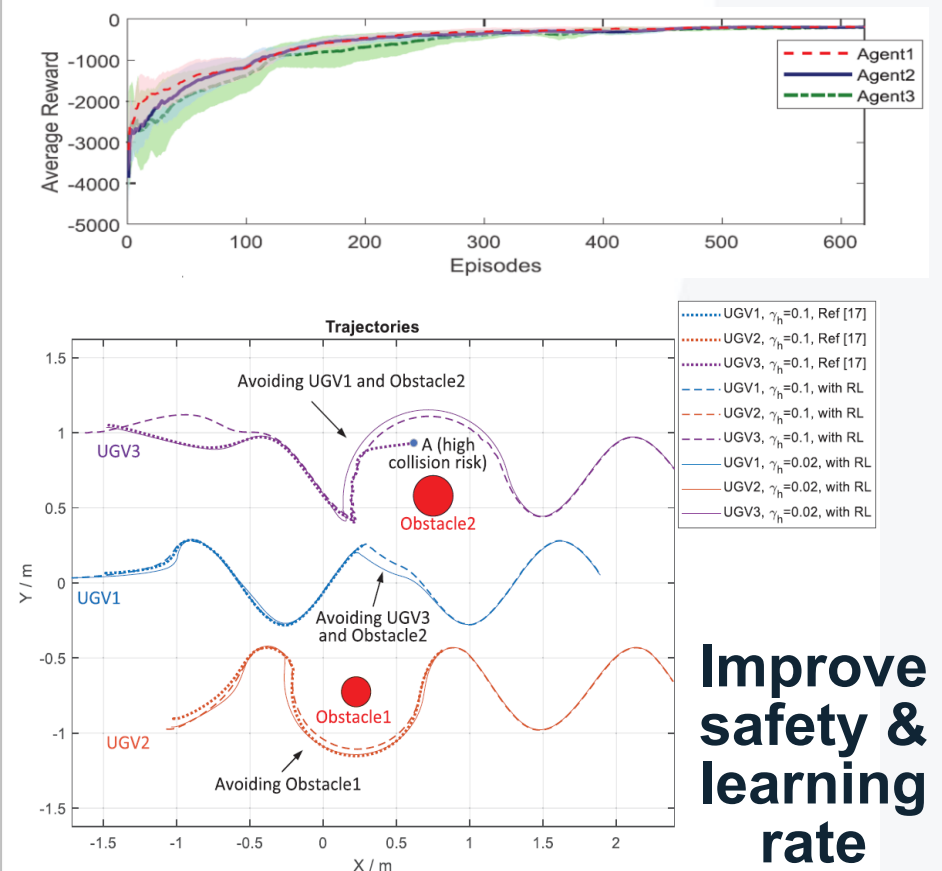 0
-1000
-2000
-3000
-4000
-5000
Average Reward
0 100 200 300 400 500 600
Episodes
Agent1
Agent2
Agent3
Trajectories
1.5
1
0.5
0
-0.5
-1
-1.5
Y / m
-1.5 -1 -0.5 0 0.5 1 1.5 2
X / m
Avoiding UGV1 and Obstacle2
UGV3
A (high
collision risk)
Obstacle2
UGV1
Avoiding UGV3
and Obstacle2
Obstacle1
UGV2
Avoiding Obstacle1
UGV1, γh=0.1, Ref [17]
UGV2, γh=0.1, Ref [17]
UGV3, γh=0.1, Ref [17]
UGV1, γh=0.1, with RL
UGV2, γh=0.1, with RL
UGV3, γh=0.1, with RL
UGV1, γh=0.02, with RL
UGV2, γh=0.02, with RL
UGV3, γh=0.02, with RL
Improve
safety &
learning
rate